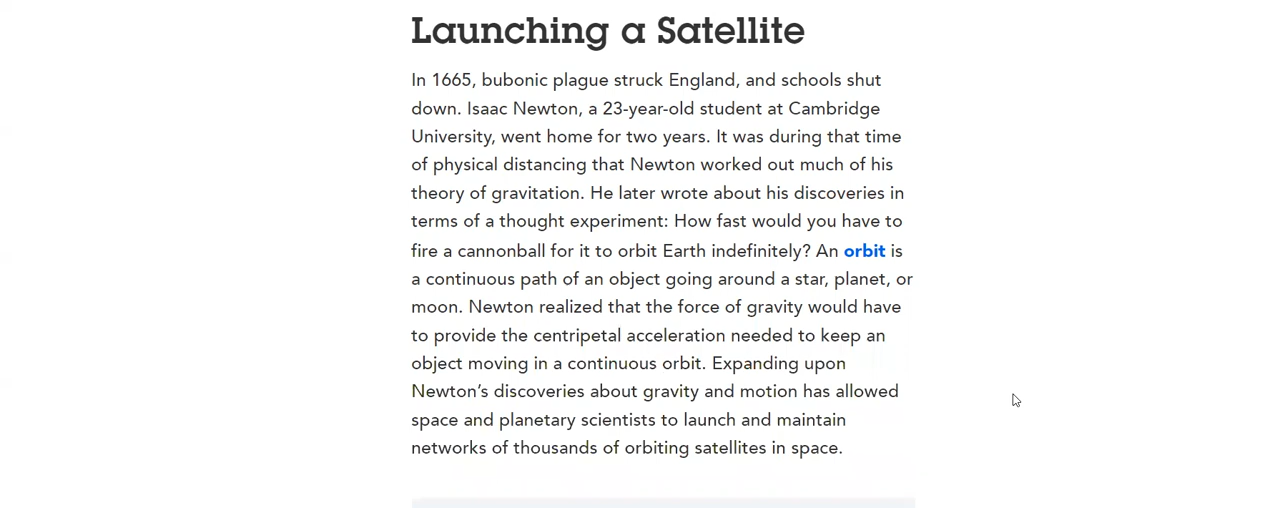 Launching a Satellite
In 1665, bubonic plague struck England, and schools shut
down. Isaac Newton, a 23-year-old student at Cambridge
University, went home for two years. It was during that time
of physical distancing that Newton worked out much of his
theory of gravitation. He later wrote about his discoveries in
terms of a thought experiment: How fast would you have to
fire a cannonball for it to orbit Earth indefinitely? An orbit is
a continuous path of an object going around a star, planet, or
moon. Newton realized that the force of gravity would have
to provide the centripetal acceleration needed to keep an
object moving in a continuous orbit. Expanding upon
Newton’s discoveries about gravity and motion has allowed
space and planetary scientists to launch and maintain
networks of thousands of orbiting satellites in space.